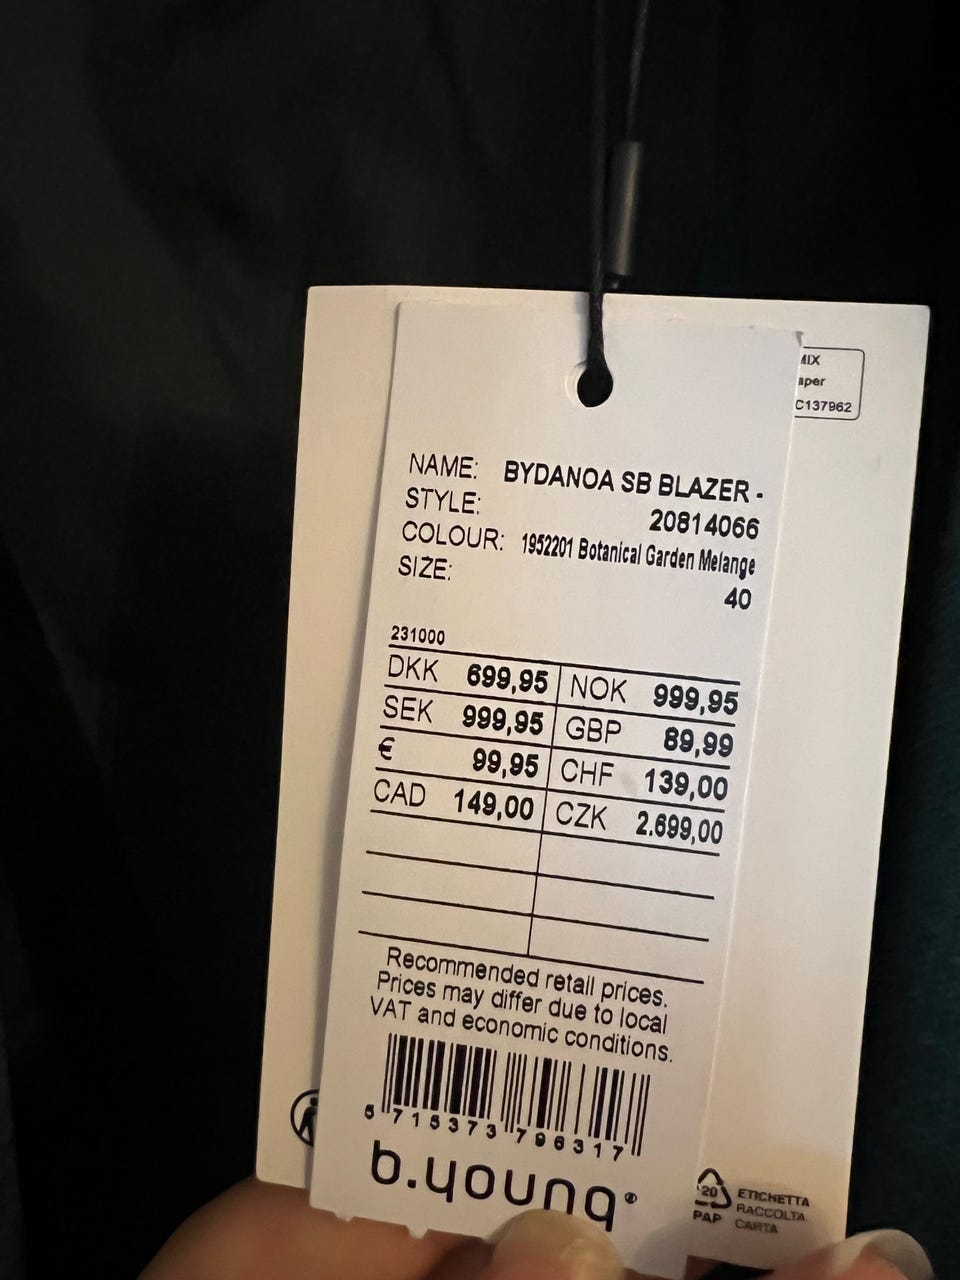 MIX
aper
C137962
NAME: BYDANOA SB BLAZER -
STYLE: 20814066
COLOUR: 1952201 Botanical Garden Melange
SIZE: 40
231000
DKK 699,95 NOK 999,95
SEK 999,95 GBP 89,99
€ 99,95 CHF 139,00
CAD 149,00 CZK 2.699,00
Recommended retail prices.
Prices may differ due to local
VAT and economic conditions.
5 715373 796317
b.young®
20
PAP
ETICHETTA
RACCOLTA
CARTA